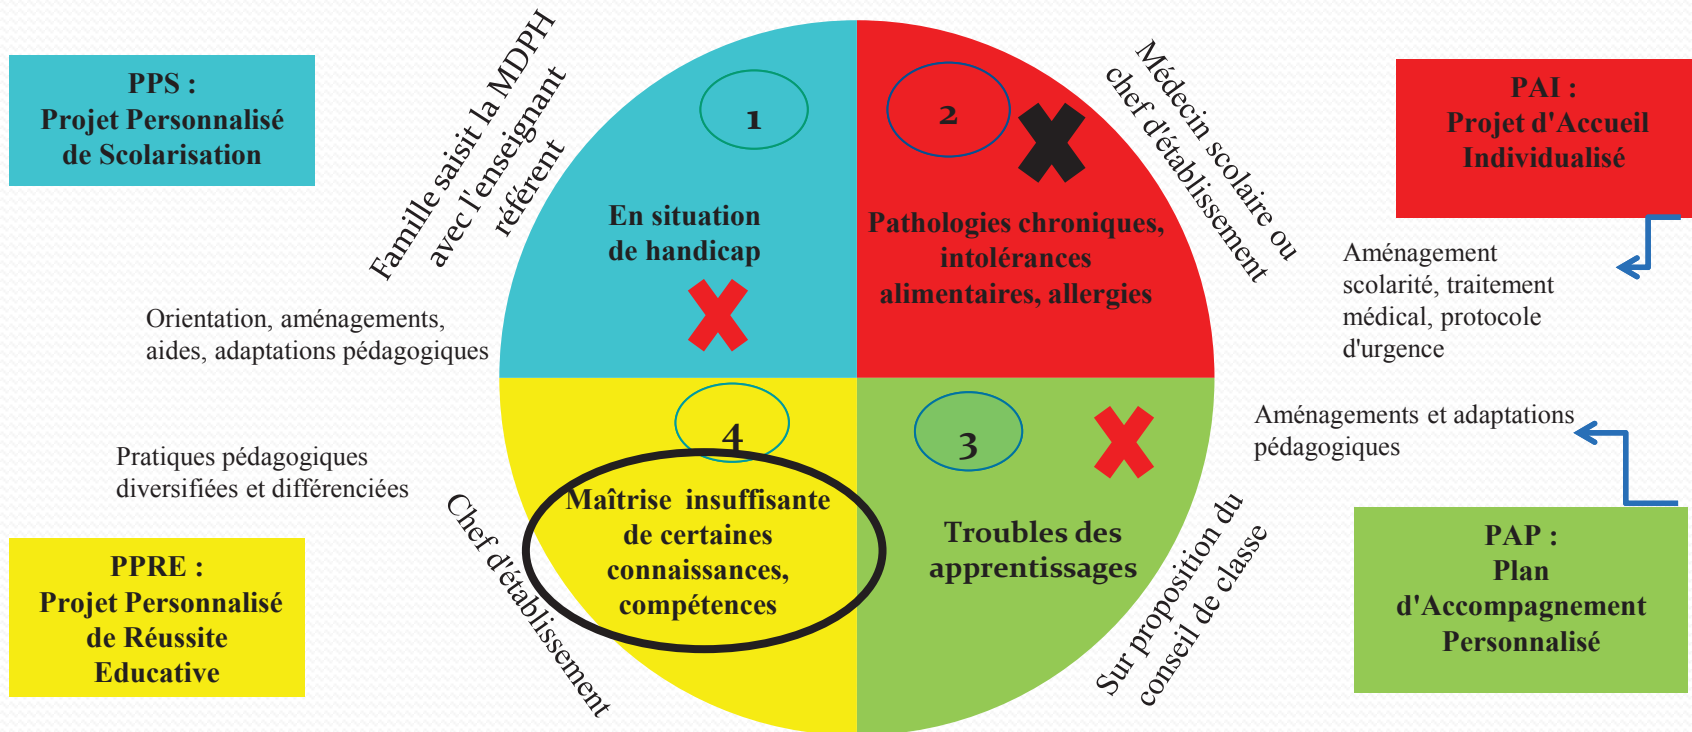 PPS :
Projet Personnalisé
de Scolarisation
Famille saisit la MDPH
avec l'enseignant
référent
Orientation, aménagements,
aides, adaptations pédagogiques
1
En situation
de handicap
2
Pathologies chroniques,
intolérances
alimentaires, allergies
Médecin scolaire ou
chef d'établissement
PAI :
Projet d'Accueil
Individualisé
Aménagement
scolarité, traitement
médical, protocole
d'urgence
Pratiques pédagogiques
diversifiées et différenciées
PPRE :
Projet Personnalisé
de Réussite
Educative
Chef d'établissement
4
Maîtrise insuffisante
de certaines
connaissances,
compétences
3
Troubles des
apprentissages
Sur proposition du
conseil de classe
Aménagements et adaptations
pédagogiques
PAP :
Plan
d'Accompagnement
Personnalisé